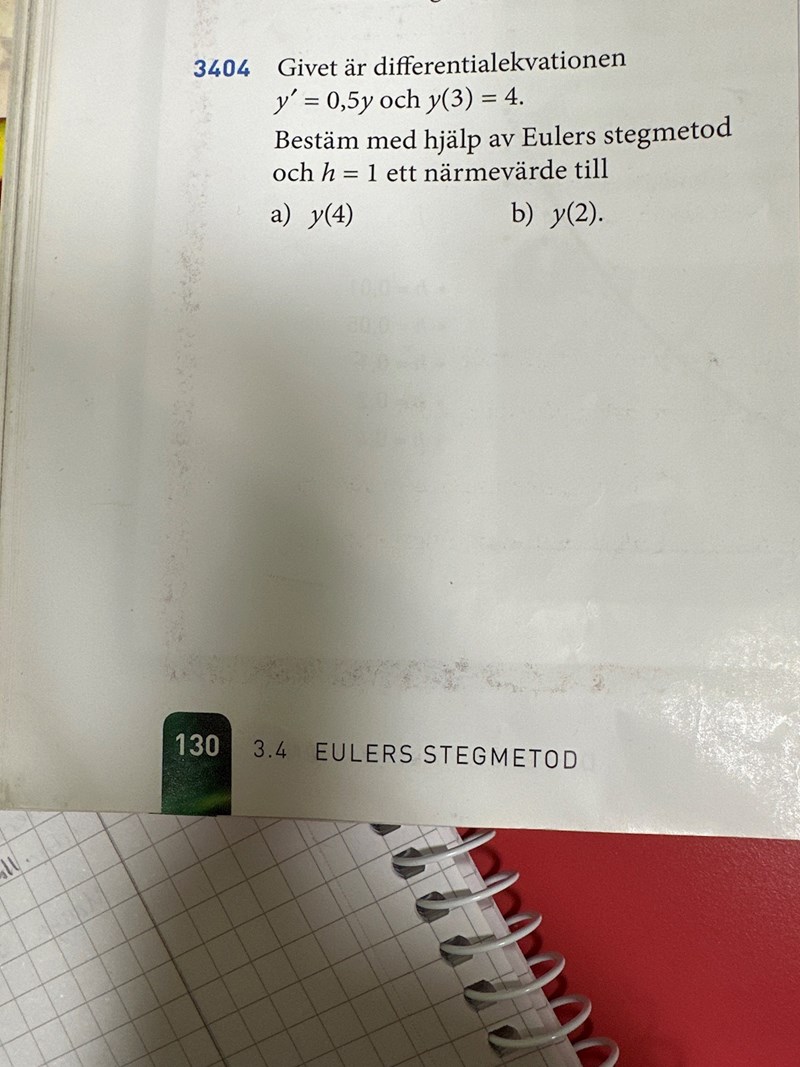 3404 Givet är differentialekvationen
y′ = 0,5y och y(3) = 4.
Bestäm med hjälp av Eulers stegmetod
och h = 1 ett närmevärde till
a) y(4) b) y(2).
130 3.4 EULERS STEGMETOD